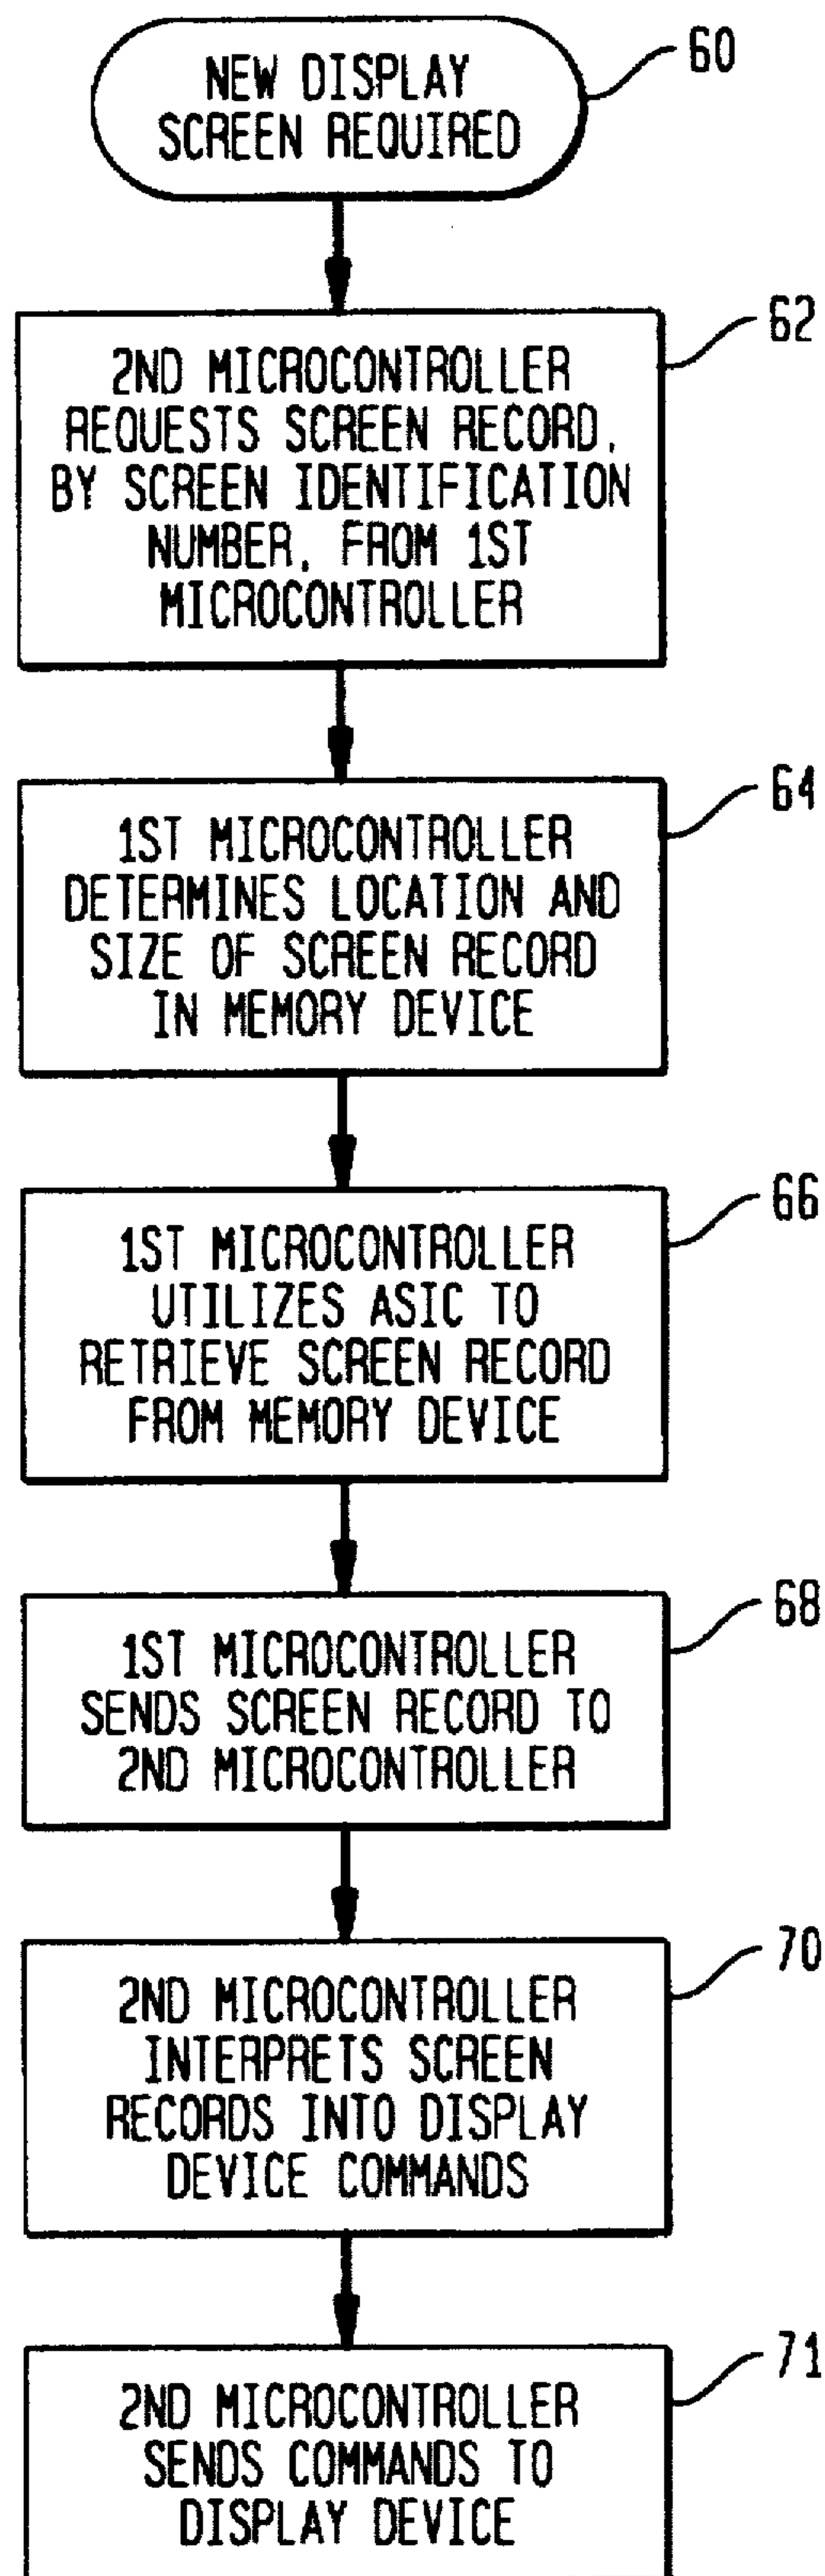 NEW DISPLAY
SCREEN REQUIRED
60
2ND MICROCONTROLLER
REQUESTS SCREEN RECORD,
BY SCREEN IDENTIFICATION
NUMBER, FROM 1ST
MICROCONTROLLER
62
1ST MICROCONTROLLER
DETERMINES LOCATION AND
SIZE OF SCREEN RECORD
IN MEMORY DEVICE
64
1ST MICROCONTROLLER
UTILIZES ASIC TO
RETRIEVE SCREEN RECORD
FROM MEMORY DEVICE
66
1ST MICROCONTROLLER
SENDS SCREEN RECORD TO
2ND MICROCONTROLLER
68
2ND MICROCONTROLLER
INTERPRETS SCREEN
RECORDS INTO DISPLAY
DEVICE COMMANDS
70
2ND MICROCONTROLLER
SENDS COMMANDS TO
DISPLAY DEVICE
71